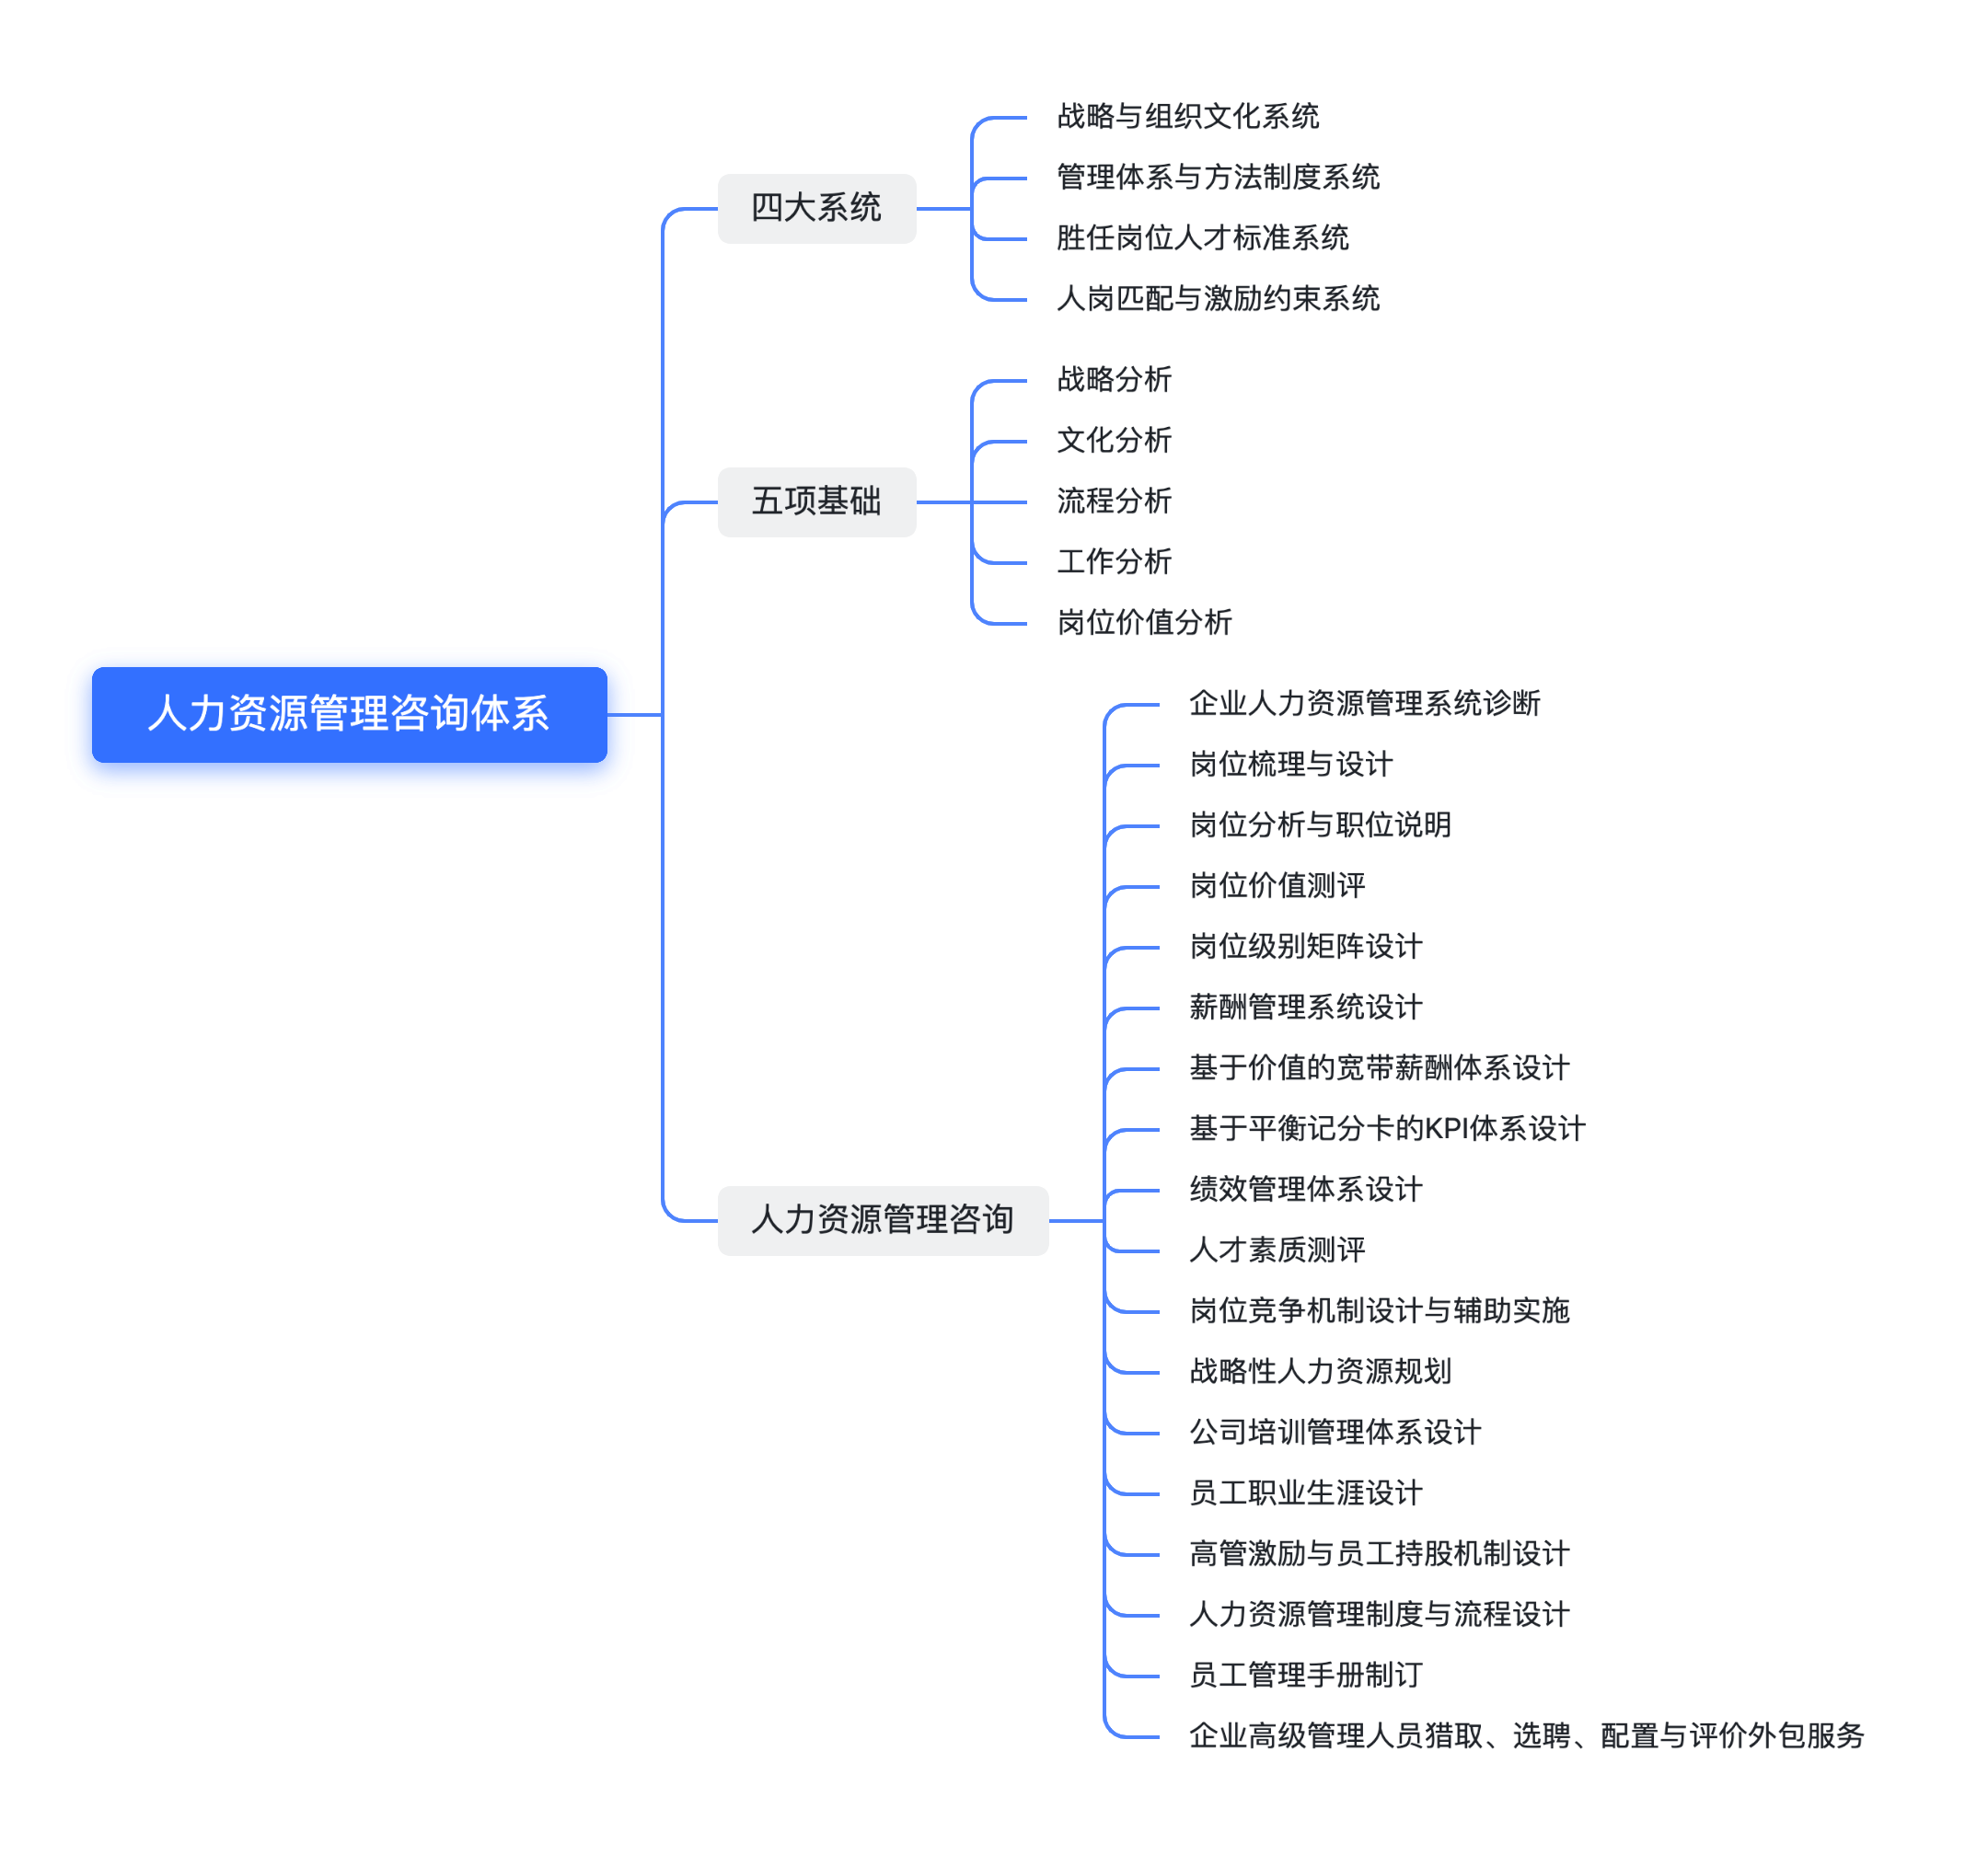 人力资源管理咨询体系
四大系统
战略与组织文化系统
管理体系与方法制度系统
胜任岗位人才标准系统
人岗匹配与激励约束系统
五项基础
战略分析
文化分析
流程分析
工作分析
岗位价值分析
人力资源管理咨询
企业人力资源管理系统诊断
岗位梳理与设计
岗位分析与职位说明
岗位价值测评
岗位级别矩阵设计
薪酬管理系统设计
基于价值的宽带薪酬体系设计
基于平衡记分卡的KPI体系设计
绩效管理体系设计
人才素质测评
岗位竞争机制设计与辅助实施
战略性人力资源规划
公司培训管理体系设计
员工职业生涯设计
高管激励与员工持股机制设计
人力资源管理制度与流程设计
员工管理手册制订
企业高级管理人员猎取、选聘、配置与评价外包服务